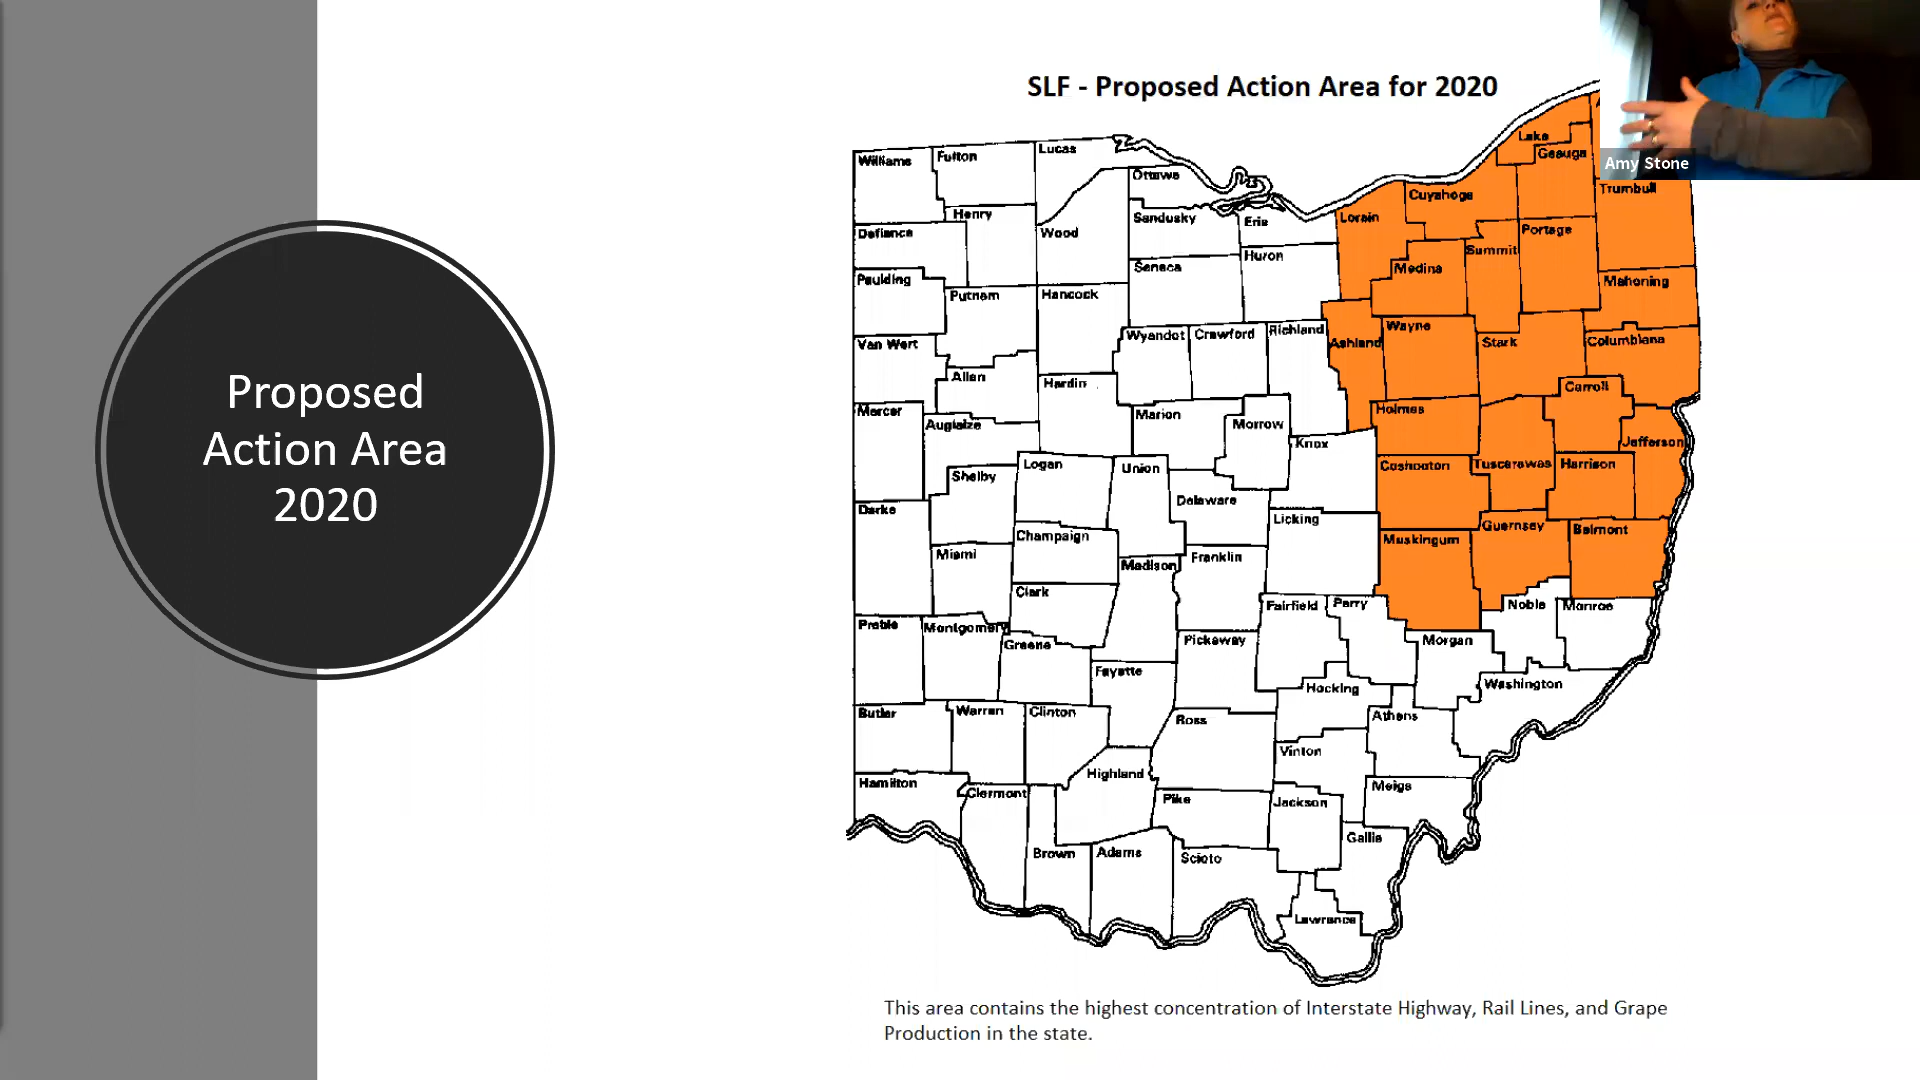 Proposed
Action Area
2020
SLF - Proposed Action Area for 2020
Amy Stone
Williams
Fulton
Lucas
Ottawa
Lake
Geauga
Trumbull
Cuyahoga
Lorain
Henry
Sandusky
Erie
Defiance
Wood
Portage
Summit
Huron
Medina
Seneca
Paulding
Mahoning
Putnam
Hancock
Wyandot
Crawford
Richland
Wayne
Ashland
Stark
Columbiana
Van Wert
Allen
Hardin
Carroll
Mercer
Auglaize
Marion
Morrow
Holmes
Knox
Jefferson
Logan
Union
Coshocton
Tuscarawas
Harrison
Shelby
Delaware
Darke
Licking
Guernsey
Belmont
Champaign
Muskingum
Miami
Madison
Franklin
Clark
Fairfield
Perry
Noble
Monroe
Preble
Montgomery
Greene
Pickaway
Morgan
Fayette
Hocking
Washington
Butler
Warren
Clinton
Ross
Athens
Vinton
Hamilton
Highland
Clermont
Pike
Jackson
Meigs
Gallia
Brown
Adams
Scioto
Lawrence
This area contains the highest concentration of Interstate Highway, Rail Lines, and Grape
Production in the state.